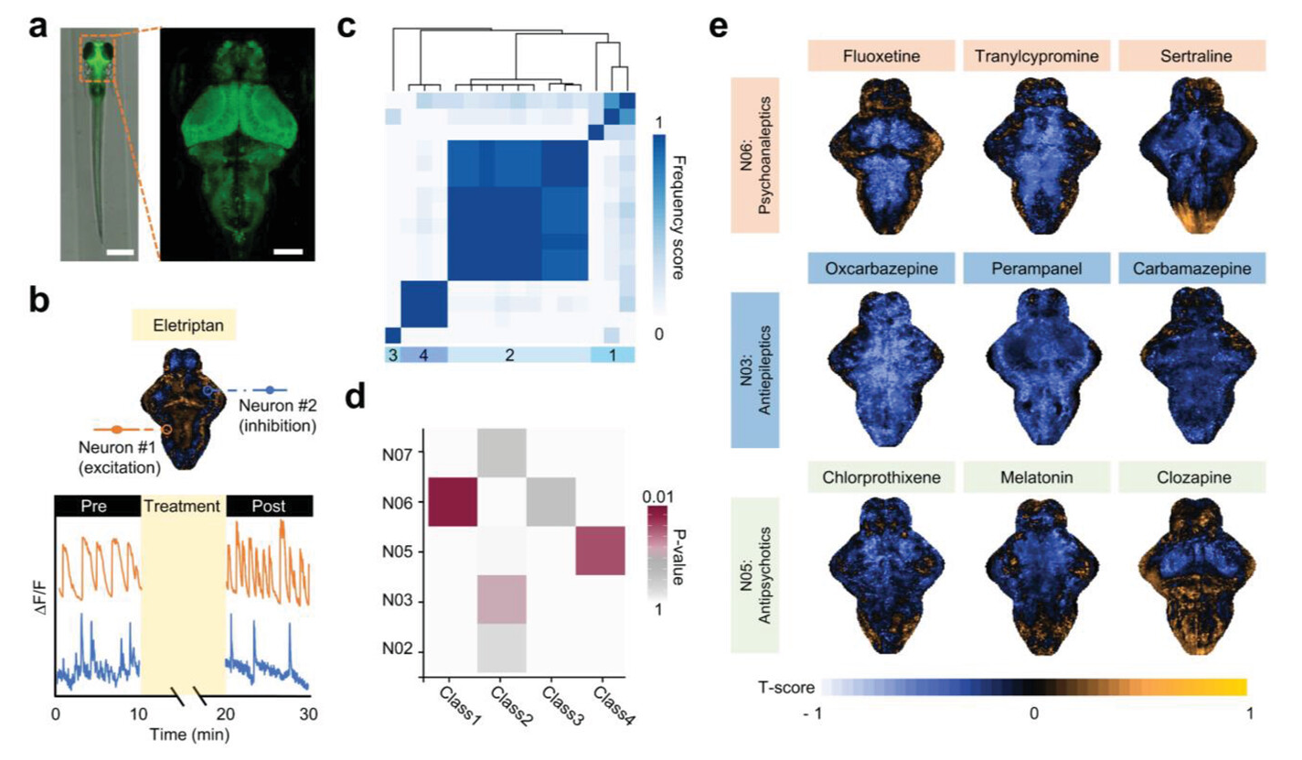 a
b
Eletriptan
Neuron #2
(inhibition)
Neuron #1
(excitation)
Pre
Treatment
Post
ΔF/F
0
10
20
30
Time (min)
c
1
Frequency score
0
3
4
2
1
d
N07
N06
N05
N03
N02
Class1
Class2
Class3
Class4
0.01
P-value
1
e
Fluoxetine
Tranylcypromine
Sertraline
N06:
Psychoanaleptics
Oxcarbazepine
Perampanel
Carbamazepine
N03:
Antiepileptics
Chlorprothixene
Melatonin
Clozapine
N05:
Antipsychotics
T-score
- 1
0
1